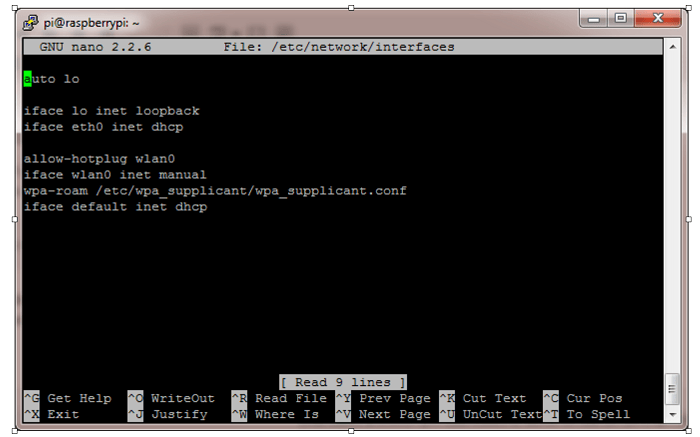 pi@raspberrypi: ~
GNU nano 2.2.6 File: /etc/network/interfaces
auto lo
iface lo inet loopback
iface eth0 inet dhcp
allow-hotplug wlan0
iface wlan0 inet manual
wpa-roam /etc/wpa_supplicant/wpa_supplicant.conf
iface default inet dhcp
[ Read 9 lines ]
^G Get Help ^O WriteOut ^R Read File ^Y Prev Page ^K Cut Text ^C Cur Pos
^X Exit ^J Justify ^W Where Is ^V Next Page ^U UnCut Text ^T To Spell